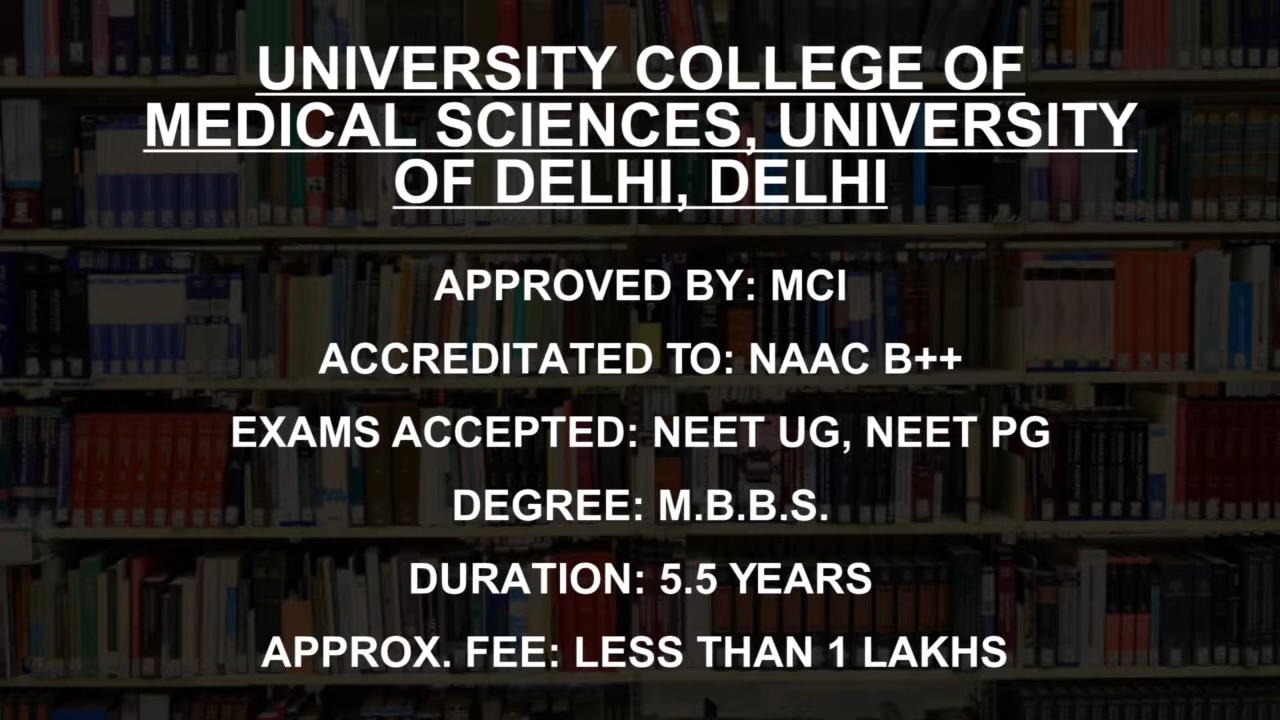 UNIVERSITY COLLEGE OF
MEDICAL SCIENCES, UNIVERSITY
OF DELHI, DELHI
APPROVED BY: MCI
ACCREDITATED TO: NAAC B++
EXAMS ACCEPTED: NEET UG, NEET PG
DEGREE: M.B.B.S.
DURATION: 5.5 YEARS
APPROX. FEE: LESS THAN 1 LAKHS